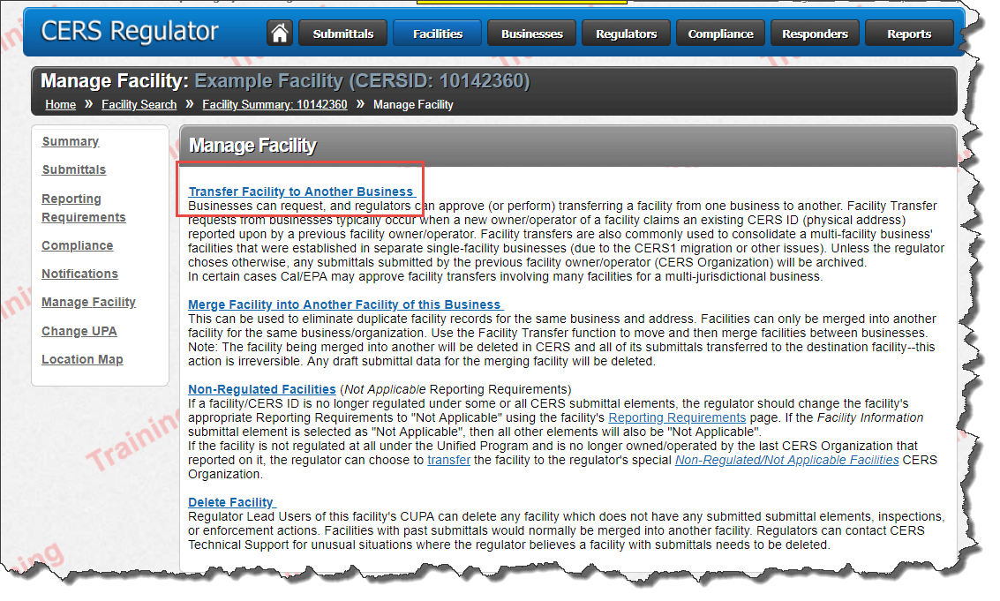 CERS Regulator
Submittals
Facilities
Businesses
Regulators
Compliance
Responders
Reports
Manage Facility: Example Facility (CERSID: 10142360)
Home » Facility Search » Facility Summary: 10142360 » Manage Facility
Summary
Submittals
Reporting
Requirements
Compliance
Notifications
Manage Facility
Change UPA
Location Map
Manage Facility
Transfer Facility to Another Business
Businesses can request, and regulators can approve (or perform) transferring a facility from one business to another. Facility Transfer
requests from businesses typically occur when a new owner/operator of a facility claims an existing CERS ID (physical address)
reported upon by a previous facility owner/operator. Facility transfers are also commonly used to consolidate a multi-facility business'
facilities that were established in separate single-facility businesses (due to the CERS1 migration or other issues). Unless the regulator
choses otherwise, any submittals submitted by the previous facility owner/operator (CERS Organization) will be archived.
In certain cases Cal/EPA may approve facility transfers involving many facilities for a multi-jurisdictional business.
Merge Facility into Another Facility of this Business
This can be used to eliminate duplicate facility records for the same business and address. Facilities can only be merged into another
facility for the same business/organization. Use the Facility Transfer function to move and then merge facilities between businesses.
Note: The facility being merged into another will be deleted in CERS and all of its submittals transferred to the destination facility--this
action is irreversible. Any draft submittal data for the merging facility will be deleted.
Non-Regulated Facilities (Not Applicable Reporting Requirements)
If a facility/CERS ID is no longer regulated under some or all CERS submittal elements, the regulator should change the facility's
appropriate Reporting Requirements to "Not Applicable" using the facility's Reporting Requirements page. If the Facility Information
submittal element is selected as "Not Applicable", then all other elements will also be "Not Applicable".
If the facility is not regulated at all under the Unified Program and is no longer owned/operated by the last CERS Organization that
reported on it, the regulator can choose to transfer the facility to the regulator's special Non-Regulated/Not Applicable Facilities CERS
Organization.
Delete Facility
Regulator Lead Users of this facility's CUPA can delete any facility which does not have any submitted submittal elements, inspections,
or enforcement actions. Facilities with past submittals would normally be merged into another facility. Regulators can contact CERS
Technical Support for unusual situations where the regulator believes a facility with submittals needs to be deleted.
Training